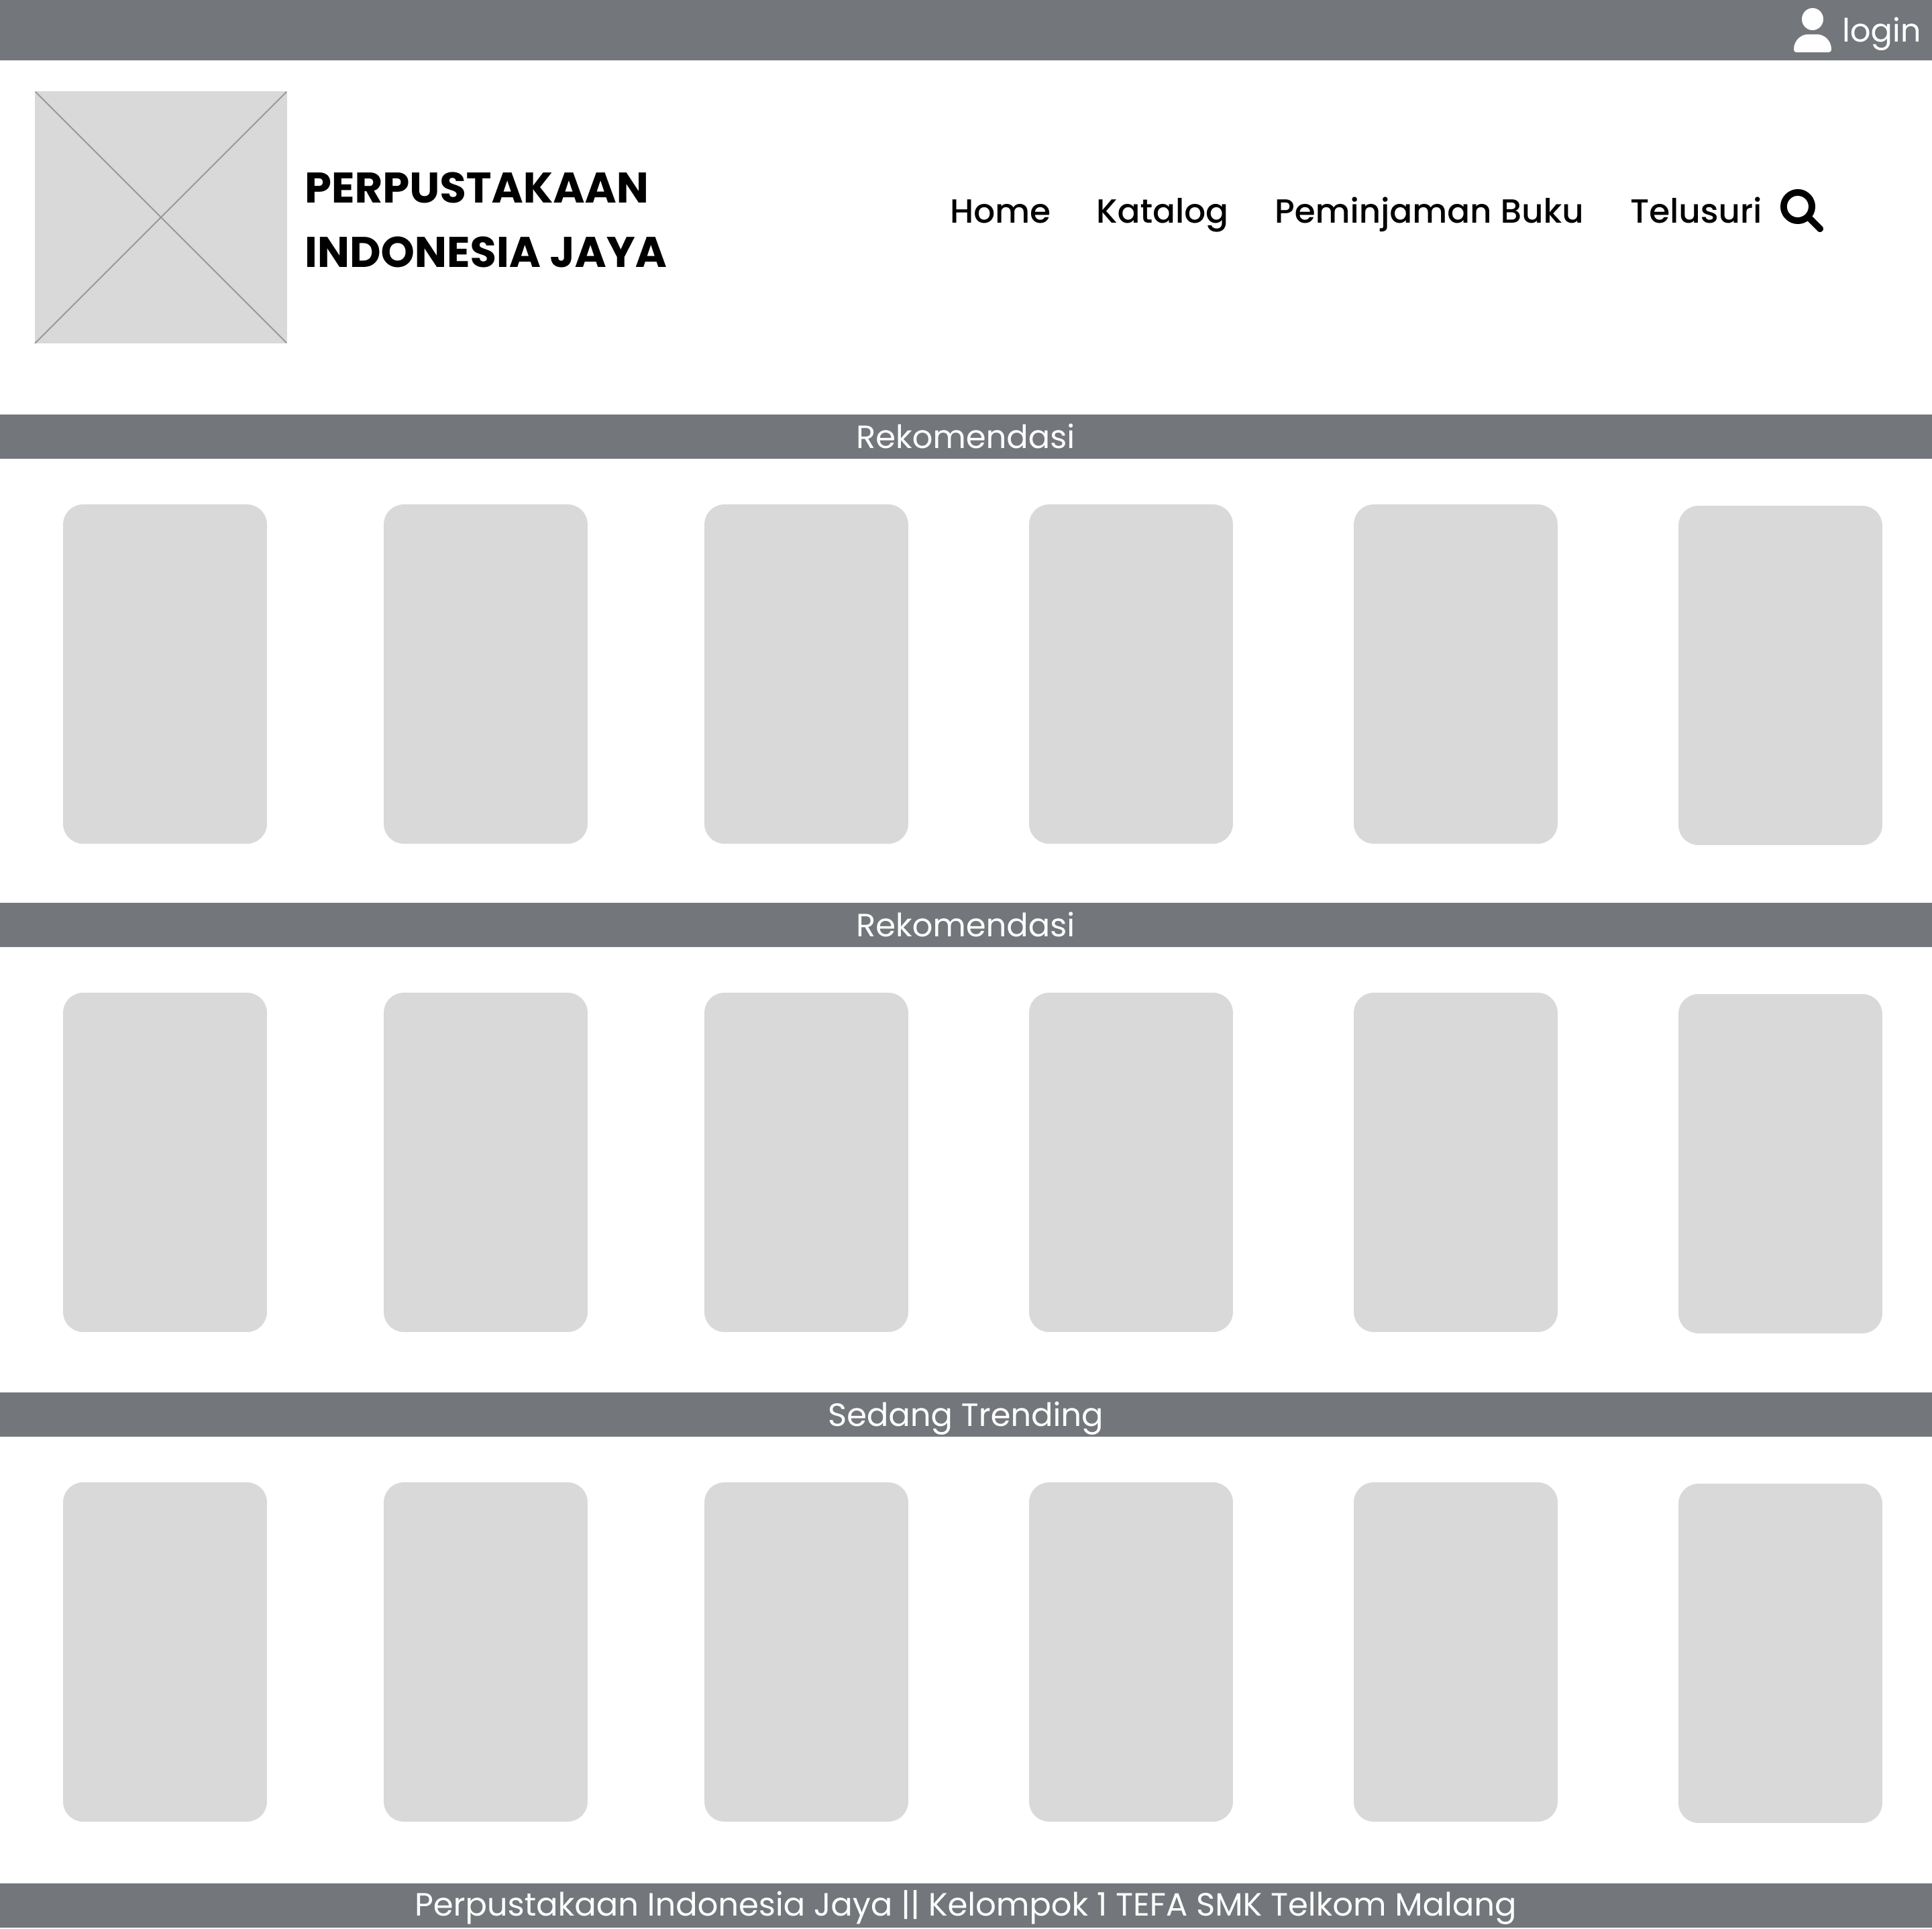 login
PERPUSTAKAAN
INDONESIA JAYA
Home Katalog Peminjaman Buku Telusuri
Rekomendasi
Rekomendasi
Sedang Trending
Perpustakaan Indonesia Jaya || Kelompok 1 TEFA SMK Telkom Malang